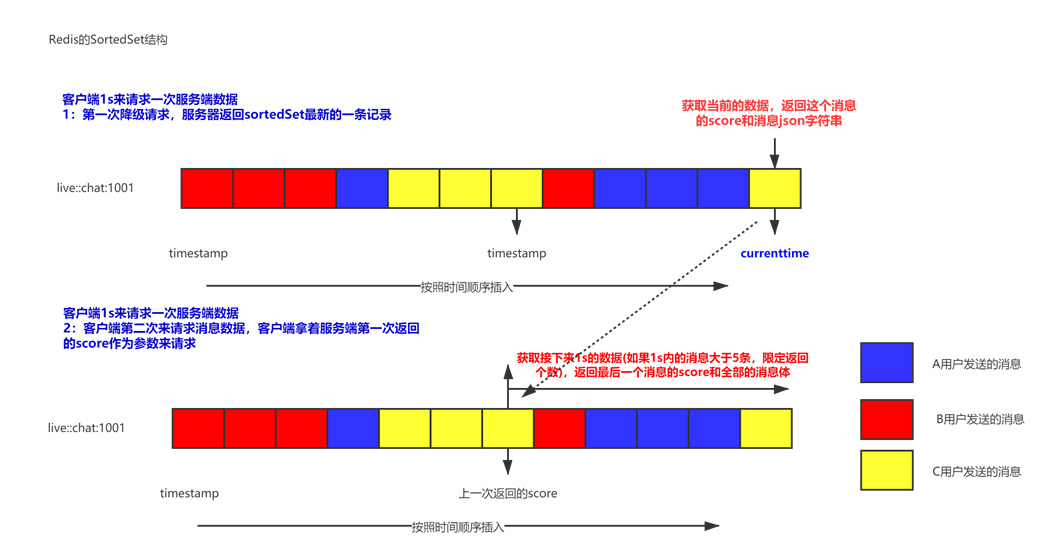 Redis的SortedSet结构
客户端1s来请求一次服务端数据
1：第一次降级请求，服务器返回sortedSet最新的一条记录
获取当前的数据，返回这个消息
的score和消息json字符串
live::chat:1001
timestamp
timestamp
currenttime
按照时间顺序插入
客户端1s来请求一次服务端数据
2：客户端第二次来请求消息数据，客户端拿着服务端第一次返回
的score作为参数来请求
获取接下来1s的数据(如果1s内的消息大于5条，限定返回
个数)，返回最后一个消息的score和全部的消息体
A用户发送的消息
B用户发送的消息
C用户发送的消息
live::chat:1001
timestamp
上一次返回的score
按照时间顺序插入